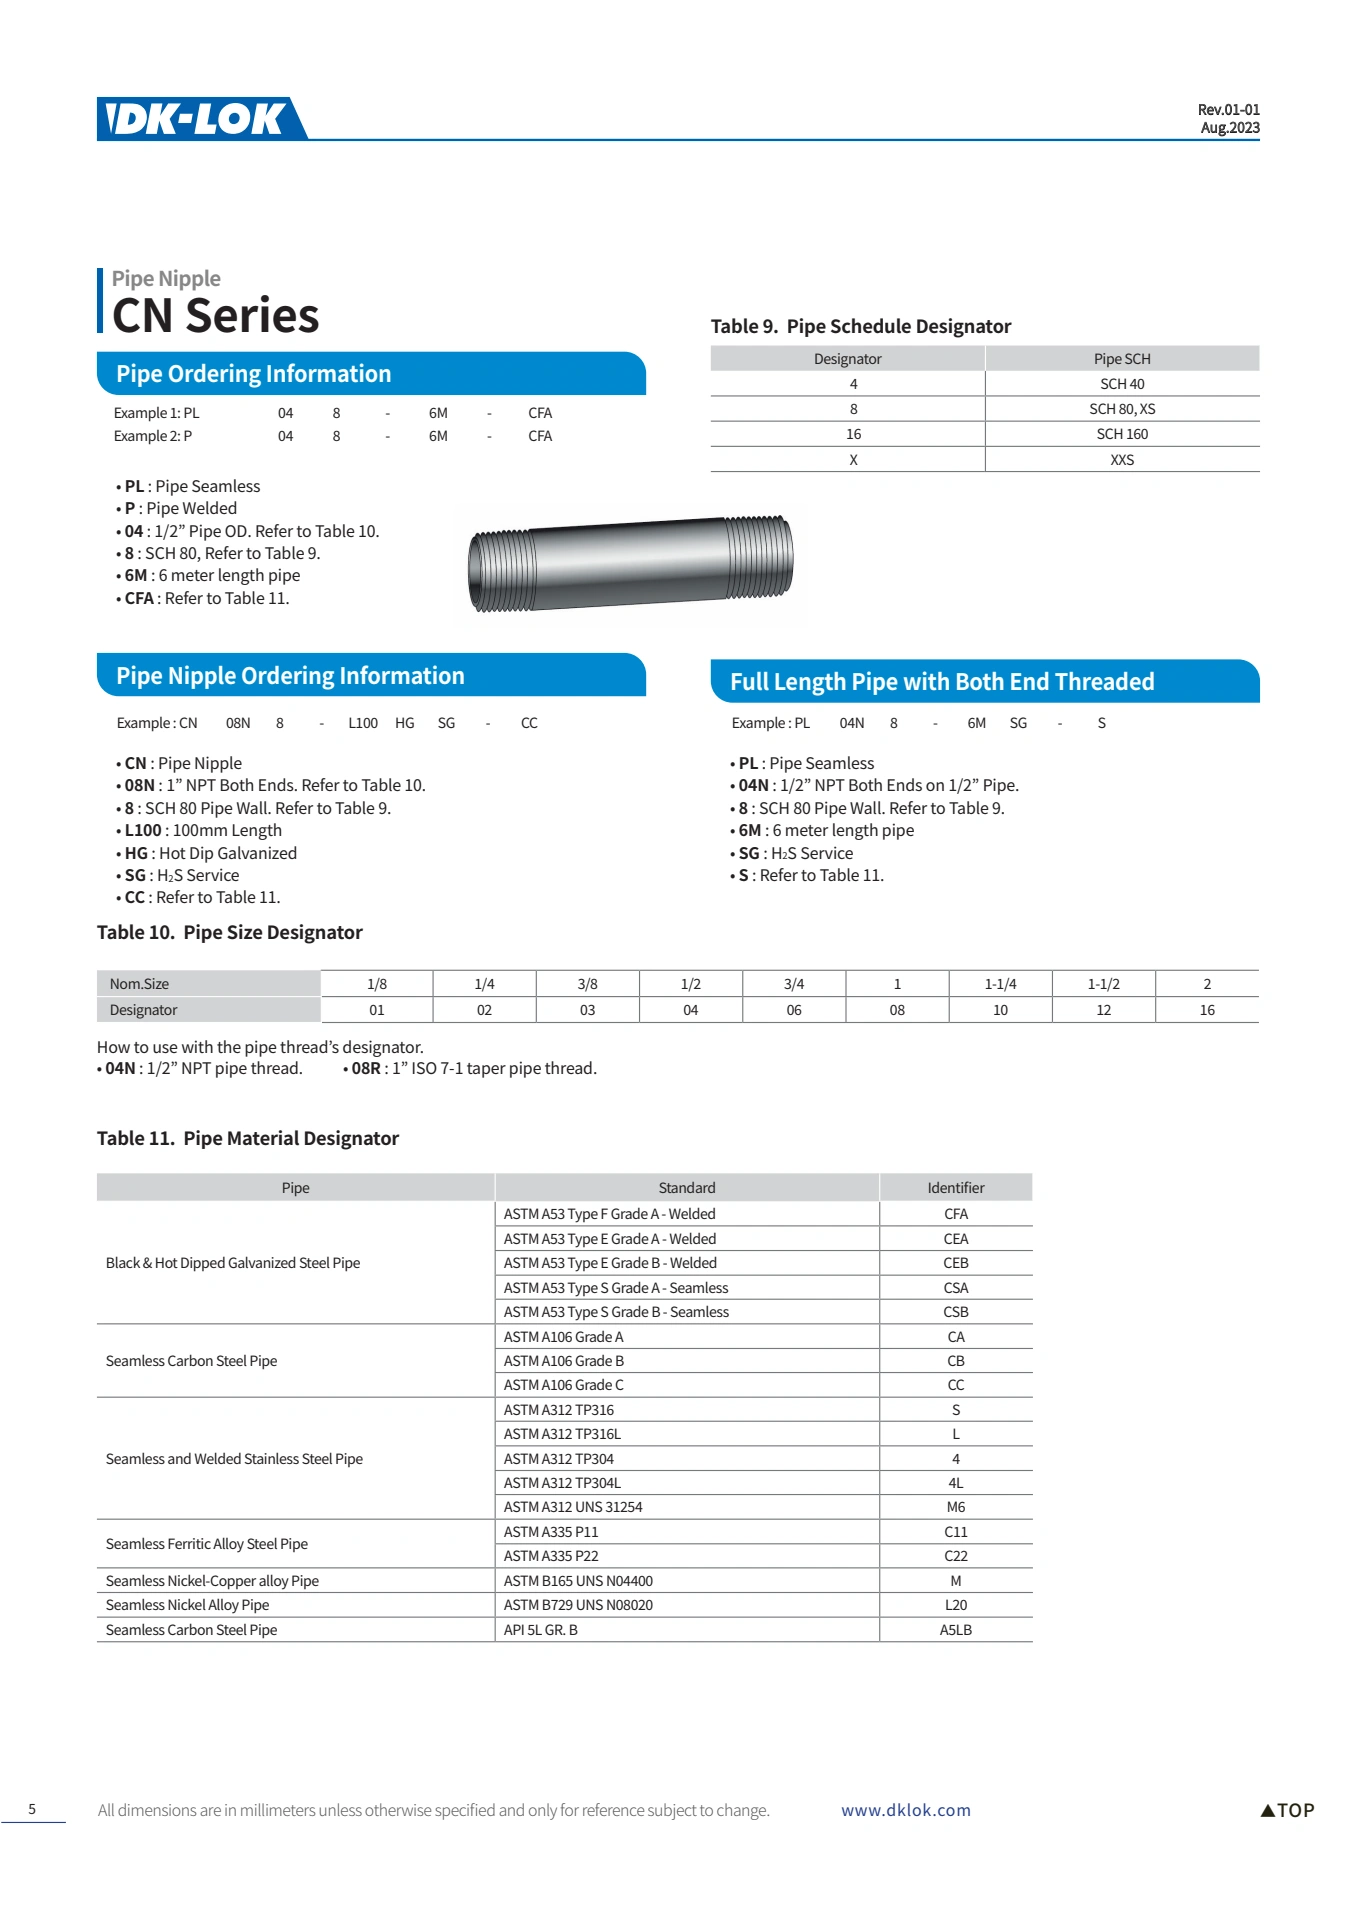 DK-LOK
Rev.01-01
Aug.2023
Pipe Nipple
CN Series
Pipe Ordering Information
Example 1: PL 04 8 - 6M - CFA
Example 2: P 04 8 - 6M - CFA
• PL : Pipe Seamless
• P : Pipe Welded
• 04 : 1/2” Pipe OD. Refer to Table 10.
• 8 : SCH 80, Refer to Table 9.
• 6M : 6 meter length pipe
• CFA : Refer to Table 11.
Table 9. Pipe Schedule Designator
Designator Pipe SCH
4 SCH 40
8 SCH 80, XS
16 SCH 160
X XXS
Pipe Nipple Ordering Information
Example : CN 08N 8 - L100 HG SG - CC
• CN : Pipe Nipple
• 08N : 1” NPT Both Ends. Refer to Table 10.
• 8 : SCH 80 Pipe Wall. Refer to Table 9.
• L100 : 100mm Length
• HG : Hot Dip Galvanized
• SG : H₂S Service
• CC : Refer to Table 11.
Full Length Pipe with Both End Threaded
Example : PL 04N 8 - 6M SG - S
• PL : Pipe Seamless
• 04N : 1/2” NPT Both Ends on 1/2” Pipe.
• 8 : SCH 80 Pipe Wall. Refer to Table 9.
• 6M : 6 meter length pipe
• SG : H₂S Service
• S : Refer to Table 11.
Table 10. Pipe Size Designator
Nom.Size 1/8 1/4 3/8 1/2 3/4 1 1-1/4 1-1/2 2
Designator 01 02 03 04 06 08 10 12 16
How to use with the pipe thread’s designator.
• 04N : 1/2” NPT pipe thread. • 08R : 1” ISO 7-1 taper pipe thread.
Table 11. Pipe Material Designator
Pipe Standard Identifier
Black & Hot Dipped Galvanized Steel Pipe
ASTM A53 Type F Grade A - Welded CFA
ASTM A53 Type E Grade A - Welded CEA
ASTM A53 Type E Grade B - Welded CEB
ASTM A53 Type S Grade A - Seamless CSA
ASTM A53 Type S Grade B - Seamless CSB
Seamless Carbon Steel Pipe
ASTM A106 Grade A CA
ASTM A106 Grade B CB
ASTM A106 Grade C CC
Seamless and Welded Stainless Steel Pipe
ASTM A312 TP316 S
ASTM A312 TP316L L
ASTM A312 TP304 4
ASTM A312 TP304L 4L
ASTM A312 UNS 31254 M6
Seamless Ferritic Alloy Steel Pipe
ASTM A335 P11 C11
ASTM A335 P22 C22
Seamless Nickel-Copper alloy Pipe ASTM B165 UNS N04400 M
Seamless Nickel Alloy Pipe ASTM B729 UNS N08020 L20
Seamless Carbon Steel Pipe API 5L GR. B A5LB
5
All dimensions are in millimeters unless otherwise specified and only for reference subject to change.
www.dklok.com
▲TOP